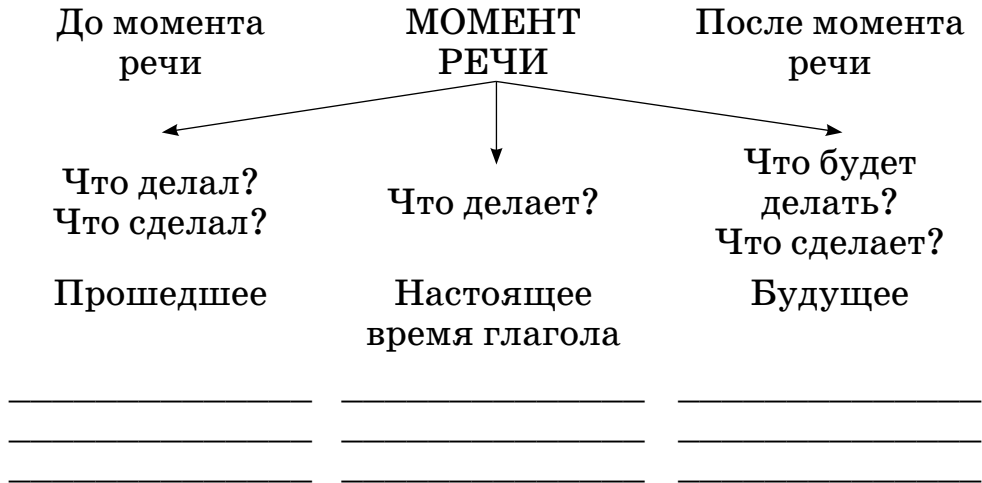 До момента
речи
МОМЕНТ
РЕЧИ
После момента
речи
Что делал?
Что сделал?
Что делает?
Что будет
делать?
Что сделает?
Прошедшее
Настоящее
время глагола
Будущее